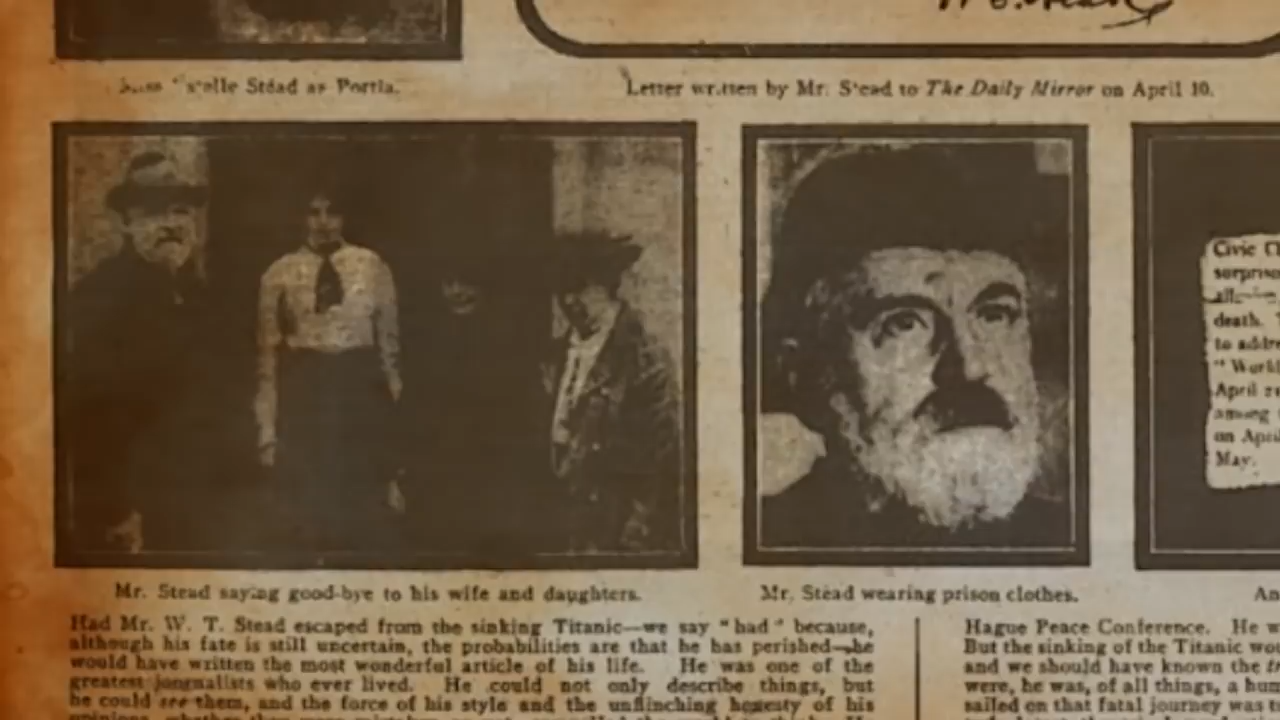 Stead as Portia.
Letter written by Mr. Stead to The Daily Mirror on April 10.
Civic
surprise
death.
to addre
" World
April
among
on April
May.
Mr. Stead saying good-bye to his wife and daughters.
Mr. Stead wearing prison clothes.
An
Had Mr. W. T. Stead escaped from the sinking Titanic—we say "had" because,
although his fate is still uncertain, the probabilities are that he has perished—he
would have written the most wonderful article of his life. He was one of the
greatest journalists who ever lived. He could not only describe things, but
he could see them, and the force of his style and the unflinching honesty of his
Hague Peace Conference. He w
But the sinking of the Titanic wou
and we should have known the
were, he was, of all things, a hum
sailed on that fatal journey was t